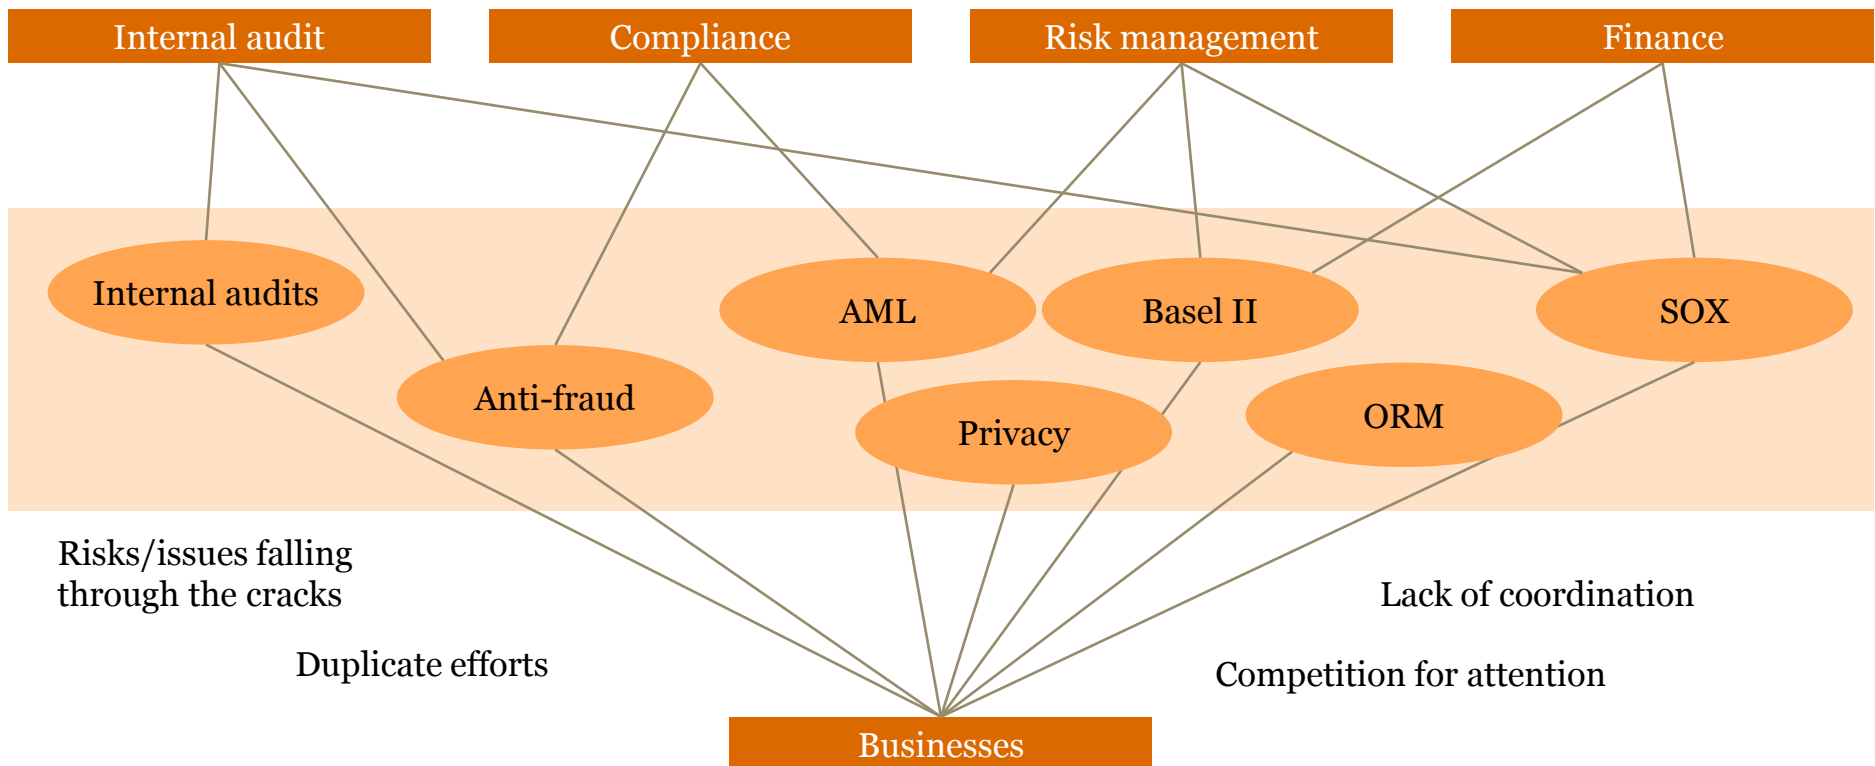 Internal audit
Compliance
Risk management
Finance
Internal audits
AML
Basel II
SOX
Anti-fraud
Privacy
ORM
Risks/issues falling
through the cracks
Lack of coordination
Duplicate efforts
Competition for attention
Businesses